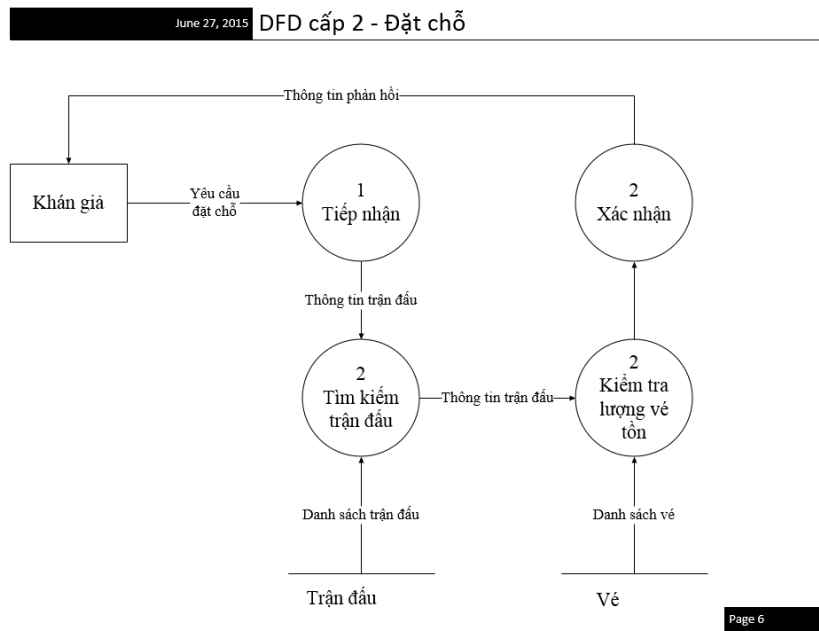 June 27, 2015 DFD cấp 2 - Đặt chỗ
Thông tin phản hồi
Khán giả
Yêu cầu
đặt chỗ
1
Tiếp nhận
2
Xác nhận
Thông tin trận đấu
2
Tìm kiếm
trận đấu
Thông tin trận đấu
2
Kiểm tra
lượng vé
tồn
Danh sách trận đấu
Danh sách vé
Trận đấu
Vé
Page 6